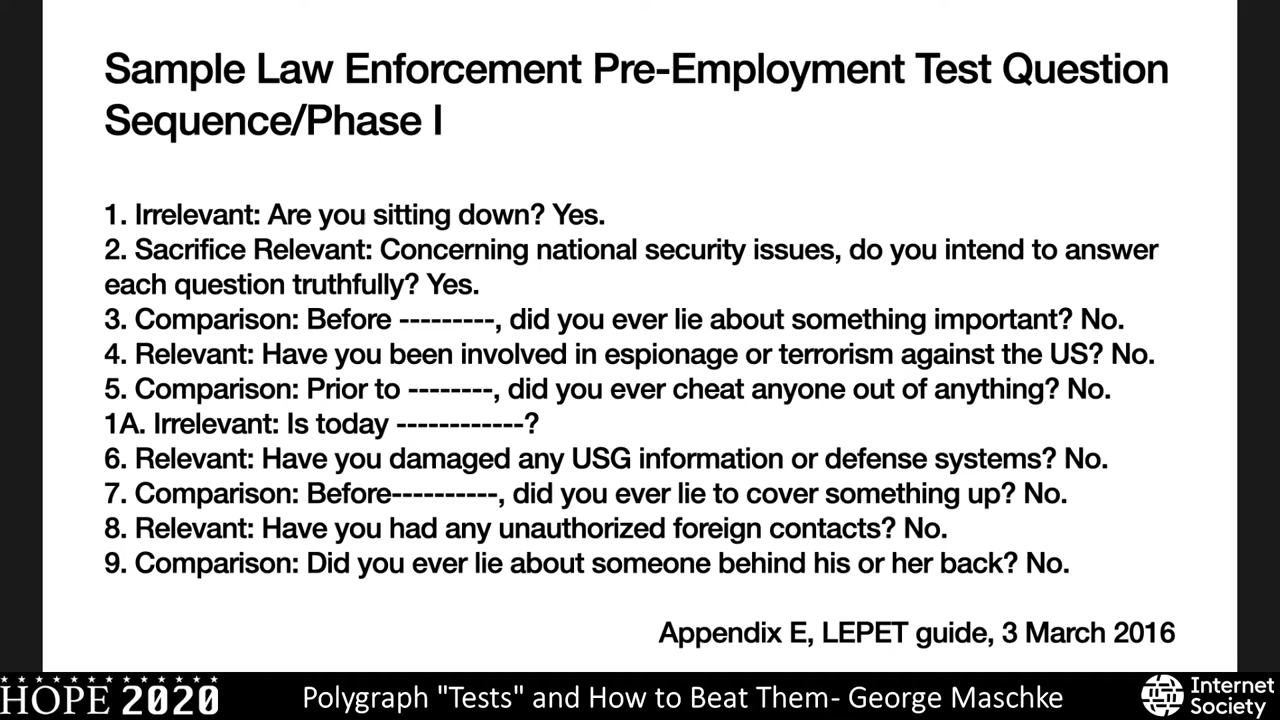 Sample Law Enforcement Pre-Employment Test Question
Sequence/Phase I
1. Irrelevant: Are you sitting down? Yes.
2. Sacrifice Relevant: Concerning national security issues, do you intend to answer
each question truthfully? Yes.
3. Comparison: Before ---------, did you ever lie about something important? No.
4. Relevant: Have you been involved in espionage or terrorism against the US? No.
5. Comparison: Prior to --------, did you ever cheat anyone out of anything? No.
1A. Irrelevant: Is today ------------?
6. Relevant: Have you damaged any USG information or defense systems? No.
7. Comparison: Before----------, did you ever lie to cover something up? No.
8. Relevant: Have you had any unauthorized foreign contacts? No.
9. Comparison: Did you ever lie about someone behind his or her back? No.
Appendix E, LEPET guide, 3 March 2016
HOPE 2020
Polygraph "Tests" and How to Beat Them- George Maschke
Internet
Society